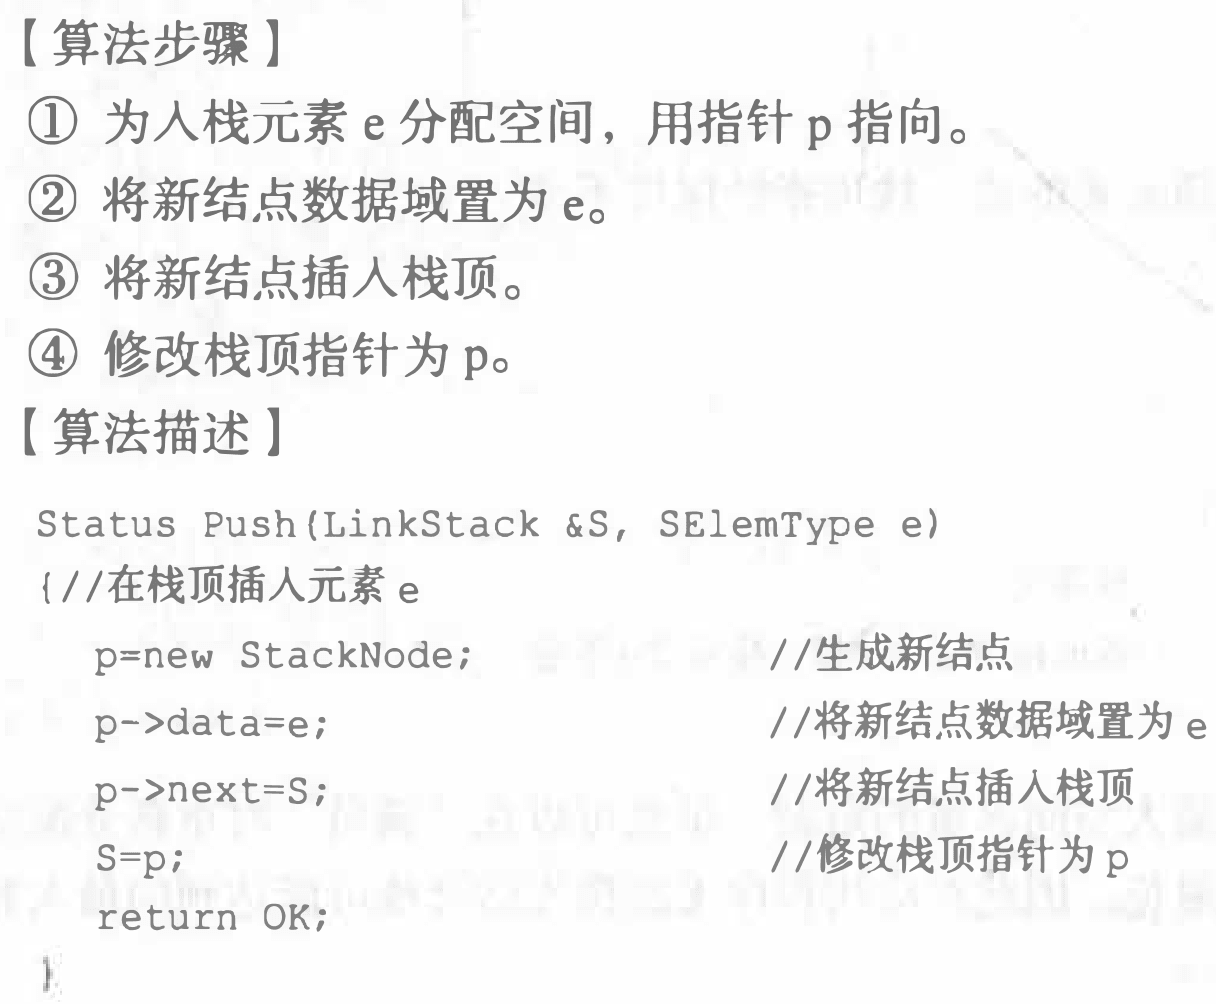 【算法步骤】
① 为入栈元素 e 分配空间，用指针 p 指向。
② 将新结点数据域置为 e。
③ 将新结点插入栈顶。
④ 修改栈顶指针为 p。
【算法描述】
Status Push(LinkStack &S, SElemType e)
{//在栈顶插入元素 e
p=new StackNode; //生成新结点
p->data=e; //将新结点数据域置为 e
p->next=S; //将新结点插入栈顶
S=p; //修改栈顶指针为 p
return OK;
}